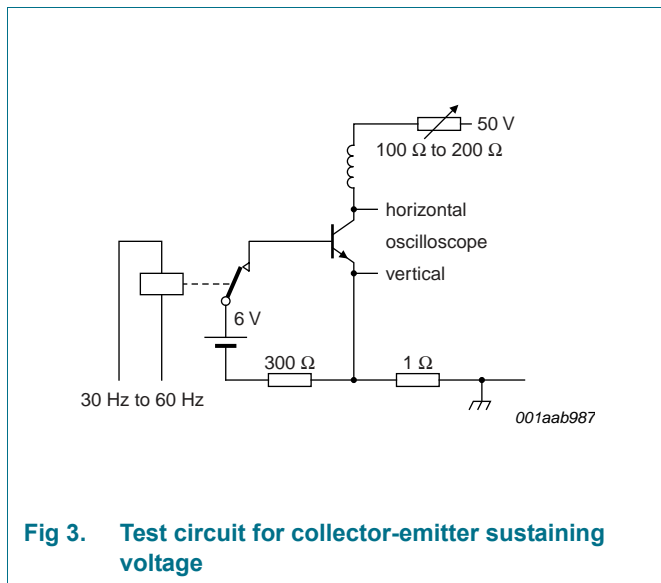 50 V
100 Ω to 200 Ω
horizontal
oscilloscope
vertical
6 V
300 Ω
1 Ω
30 Hz to 60 Hz
001aab987
Fig 3. Test circuit for collector-emitter sustaining
voltage